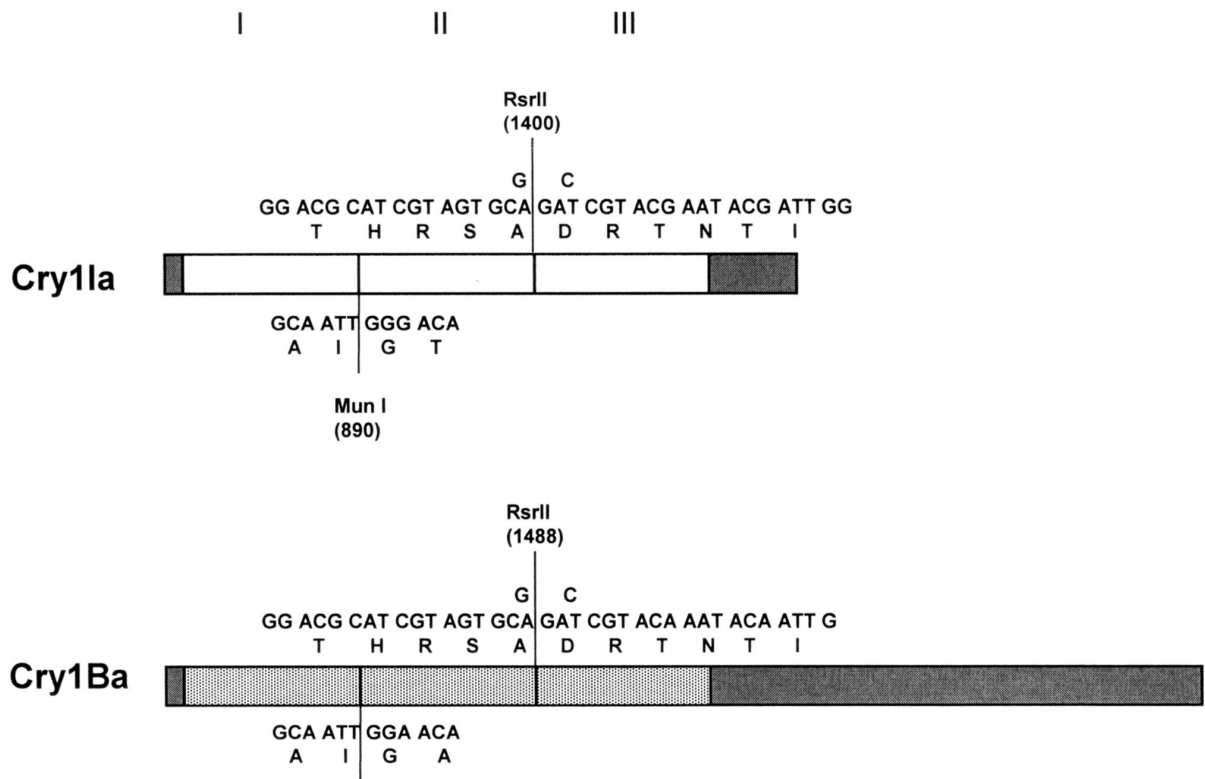 I II III
RsrII
(1400)
G C
GG ACG CAT CGT AGT GCA GAT CGT ACG AAT ACG ATT GG
T H R S A D R T N T I
Cry1Ia
GCA ATT GGG ACA
A I G T
Mun I
(890)
RsrII
(1488)
G C
GG ACG CAT CGT AGT GCA GAT CGT ACA AAT ACA ATT G
T H R S A D R T N T I
Cry1Ba
GCA ATT GGA ACA
A I G A